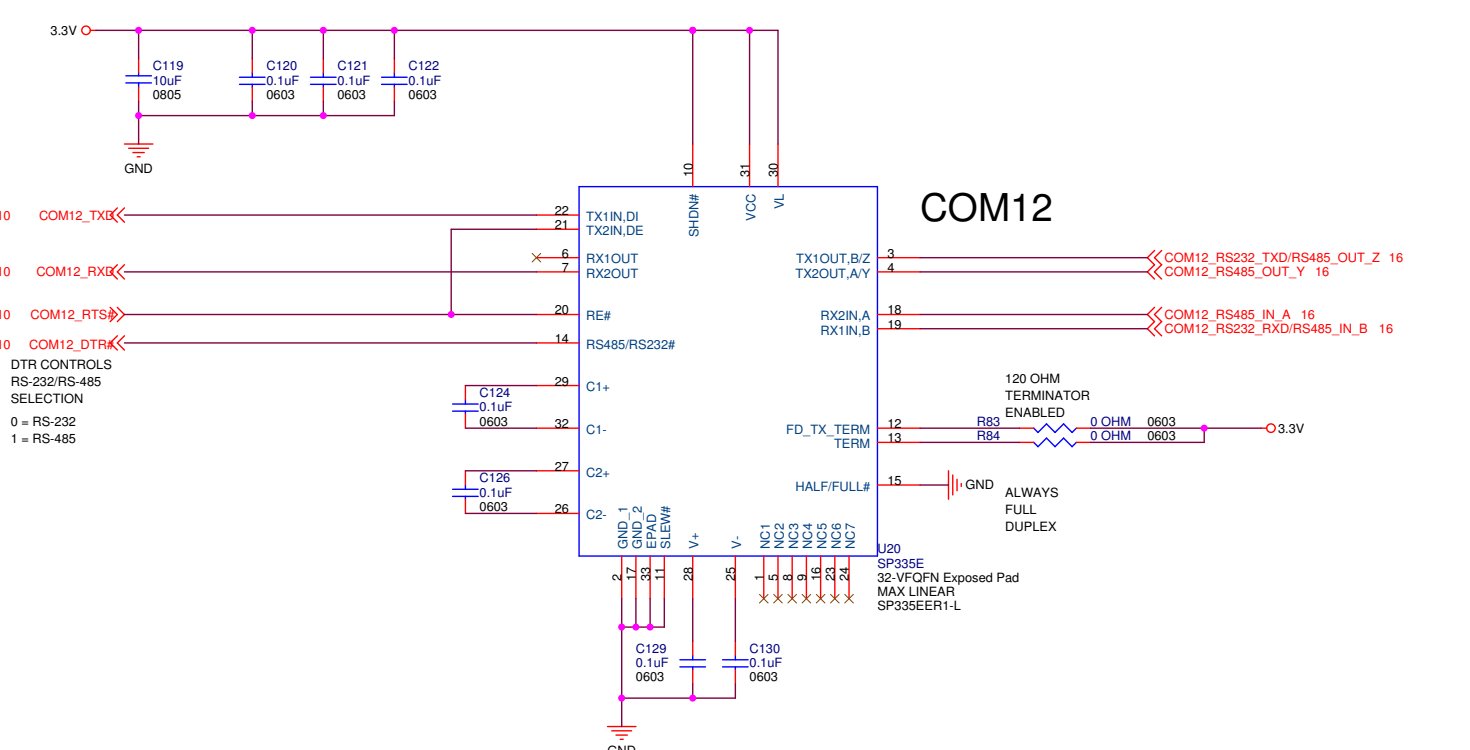 3.3V
C119
10uF
0805
C120
0.1uF
0603
C121
0.1uF
0603
C122
0.1uF
0603
GND
10
31
30
SHDN#
VCC
VL
COM12
10 COM12_TXD
22 TX1IN,DI
21 TX2IN,DE
6 RX1OUT
10 COM12_RXD
7 RX2OUT
10 COM12_RTS#
20 RE#
10 COM12_DTR#
14 RS485/RS232#
DTR CONTROLS
RS-232/RS-485
SELECTION
0 = RS-232
1 = RS-485
29 C1+
C124
0.1uF
0603
32 C1-
27 C2+
C126
0.1uF
0603
26 C2-
TX1OUT,B/Z 3 COM12_RS232_TXD/RS485_OUT_Z 16
TX2OUT,A/Y 4 COM12_RS485_OUT_Y 16
RX2IN,A 18 COM12_RS485_IN_A 16
RX1IN,B 19 COM12_RS232_RXD/RS485_IN_B 16
120 OHM
TERMINATOR
ENABLED
FD_TX_TERM 12 R83 0 OHM 0603 3.3V
TERM 13 R84 0 OHM 0603
HALF/FULL# 15 GND
ALWAYS
FULL
DUPLEX
GND_1
GND_2
EPAD
SLEW#
V+
V-
NC1
NC2
NC3
NC4
NC5
NC6
NC7
2
17
33
11
28
25
1
5
8
9
16
23
24
U20
SP335E
32-VFQFN Exposed Pad
MAX LINEAR
SP335EER1-L
C129
0.1uF
0603
C130
0.1uF
0603
GND